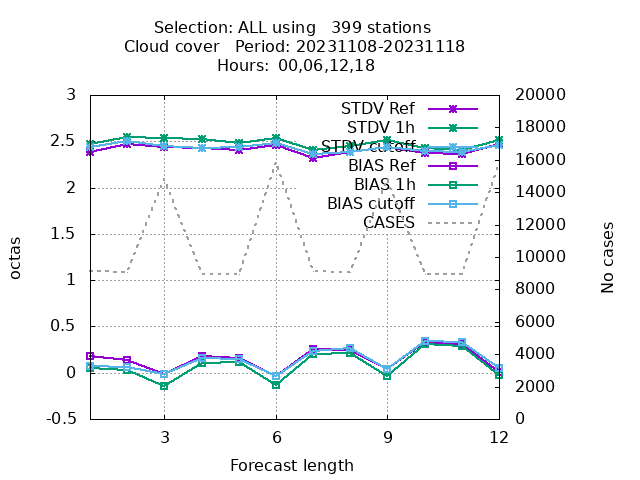 Selection: ALL using   399 stations
Cloud cover   Period: 20231108-20231118
Hours:  00,06,12,18
3
2.5
2
1.5
1
0.5
0
-0.5
octas
STDV Ref
STDV 1h
STDV cutoff
BIAS Ref
BIAS 1h
BIAS cutoff
CASES
20000
18000
16000
14000
12000
10000
8000
6000
4000
2000
0
No cases
3
6
9
12
Forecast length